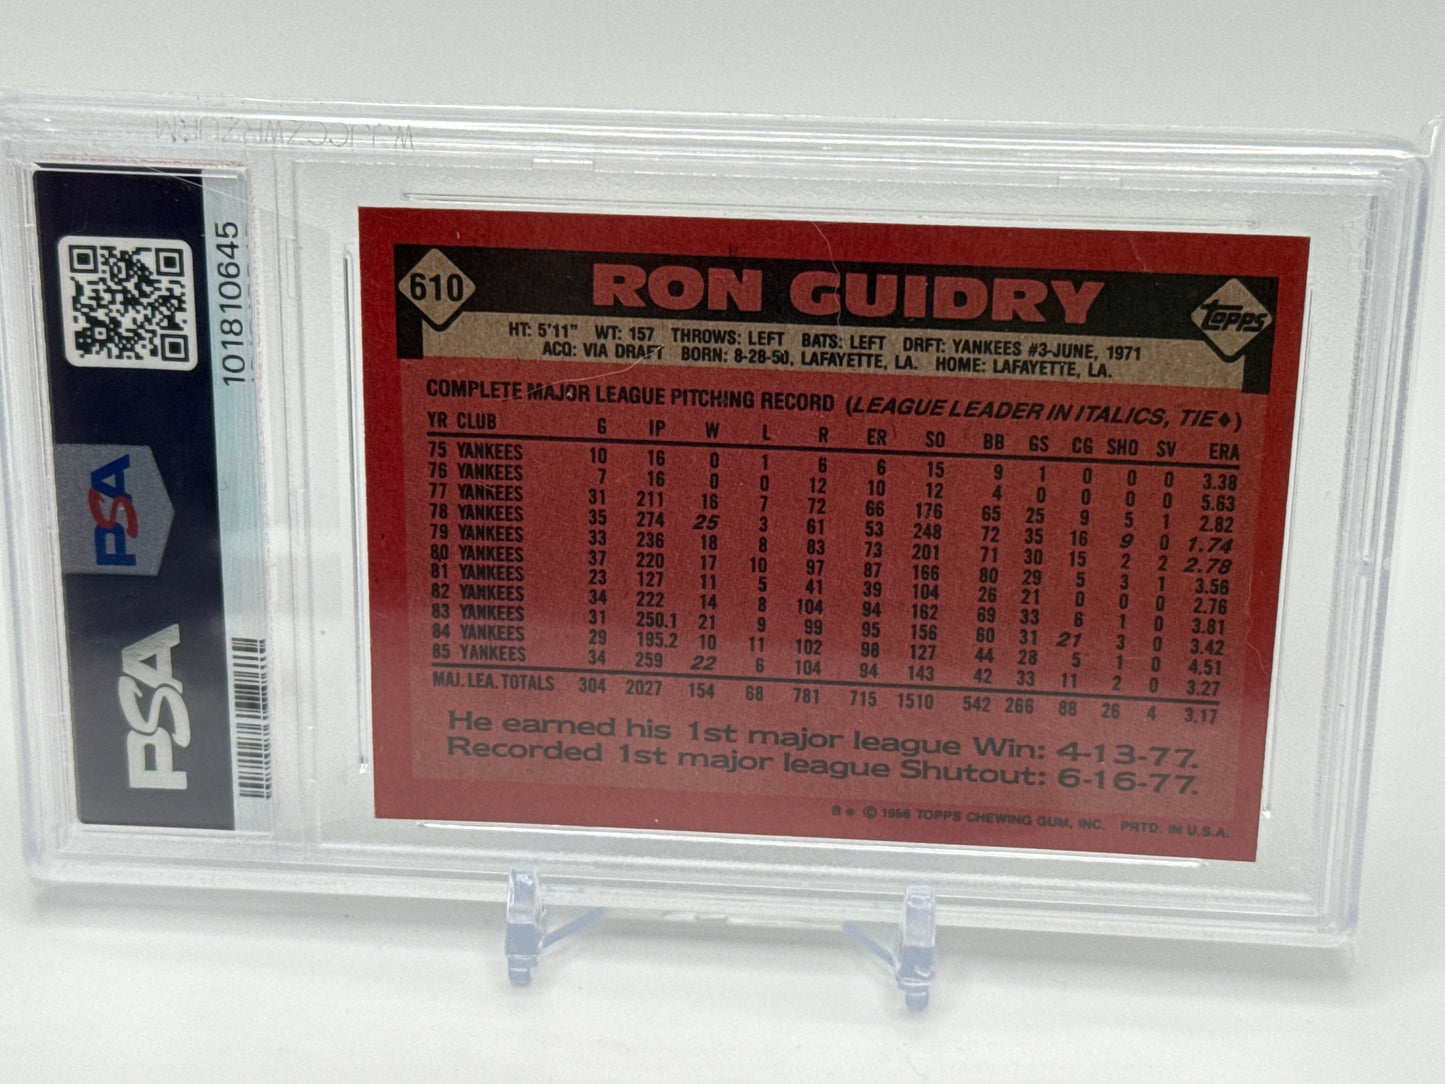 WJJCCZWRZURM
101810645
PSA
PSA
610
RON GUIDRY
Topps
HT: 5'11" WT: 157 THROWS: LEFT BATS: LEFT DRFT: YANKEES #3-JUNE, 1971
ACQ: VIA DRAFT BORN: 8-28-50, LAFAYETTE, LA. HOME: LAFAYETTE, LA.
COMPLETE MAJOR LEAGUE PITCHING RECORD (LEAGUE LEADER IN ITALICS, TIE♦)
YR CLUB G IP W L R ER SO BB GS CG SHO SV ERA
75 YANKEES 10 16 0 1 6 6 15 9 1 0 0 0 3.38
76 YANKEES 7 16 0 0 12 10 12 4 0 0 0 0 5.63
77 YANKEES 31 211 16 7 72 66 176 65 25 9 5 1 2.82
78 YANKEES 35 274 25 3 61 53 248 72 35 16 9 0 1.74
79 YANKEES 33 236 18 8 83 73 201 71 30 15 2 2 2.78
80 YANKEES 37 220 17 10 97 87 166 80 29 5 3 1 3.56
81 YANKEES 23 127 11 5 41 39 104 26 21 0 0 0 2.76
82 YANKEES 34 222 14 8 104 94 162 69 33 6 1 0 3.81
83 YANKEES 31 250.1 21 9 99 95 156 60 31 21 3 0 3.42
84 YANKEES 29 195.2 10 11 102 98 127 44 28 5 1 0 4.51
85 YANKEES 34 259 22 6 104 94 143 42 33 11 2 0 3.27
MAJ. LEA. TOTALS 304 2027 154 68 781 715 1510 542 266 88 26 4 3.17
He earned his 1st major league Win: 4-13-77.
Recorded 1st major league Shutout: 6-16-77.
B * © 1986 TOPPS CHEWING GUM, INC. PRTD. IN U.S.A.